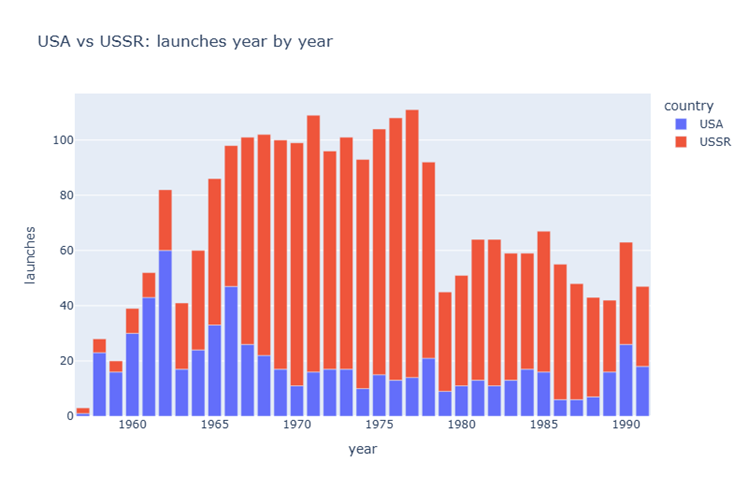 USA vs USSR: launches year by year
country
USA
USSR
launches
100
80
60
40
20
0
1960 1965 1970 1975 1980 1985 1990
year